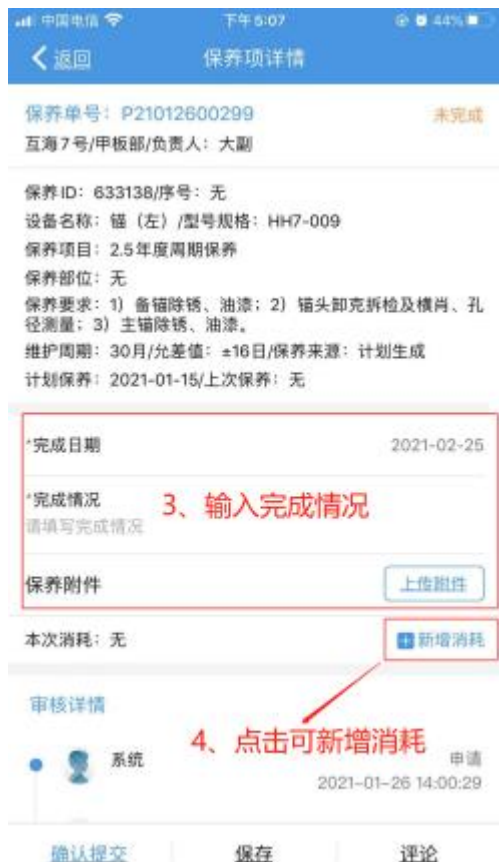 中国电信 下午5:07 44%
返回 保养项详情
保养单号：P21012600299 未完成
互海7号/甲板部/负责人：大副
保养ID：633138/序号：无
设备名称：锚（左）/型号规格：HH7-009
保养项目：2.5年度周期保养
保养部位：无
保养要求：1）备锚除锈、油漆；2）锚头卸克拆检及横肖、孔
径测量；3）主锚除锈、油漆。
维护周期：30月/允差值：±16日/保养来源：计划生成
计划保养：2021-01-15/上次保养：无
*完成日期 2021-02-25
*完成情况
3、输入完成情况
请填写完成情况
保养附件 上传附件
本次消耗：无 新增消耗
审核详情
4、点击可新增消耗
系统 申请
2021-01-26 14:00:29
确认提交 保存 评论